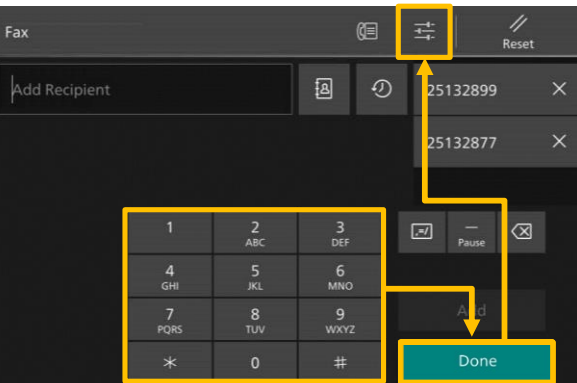 Fax
Reset
Add Recipient
25132899
25132877
1
2
ABC
3
DEF
.=/
Pause
4
GHI
5
JKL
6
MNO
7
PQRS
8
TUV
9
WXYZ
Add
*
0
#
Done